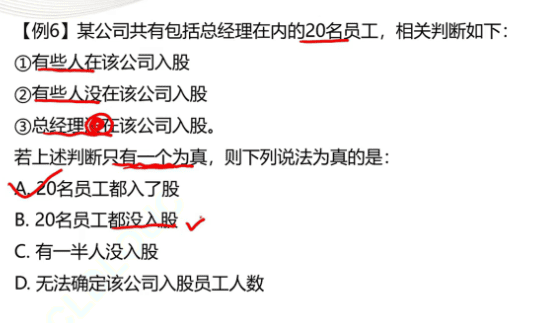 【例6】某公司共有包括总经理在内的20名员工，相关判断如下：
①有些人在该公司入股
②有些人没在该公司入股
③总经理在该公司入股。
若上述判断只有一个为真，则下列说法为真的是：
A. 20名员工都入了股
B. 20名员工都没入股
C. 有一半人没入股
D. 无法确定该公司入股员工人数